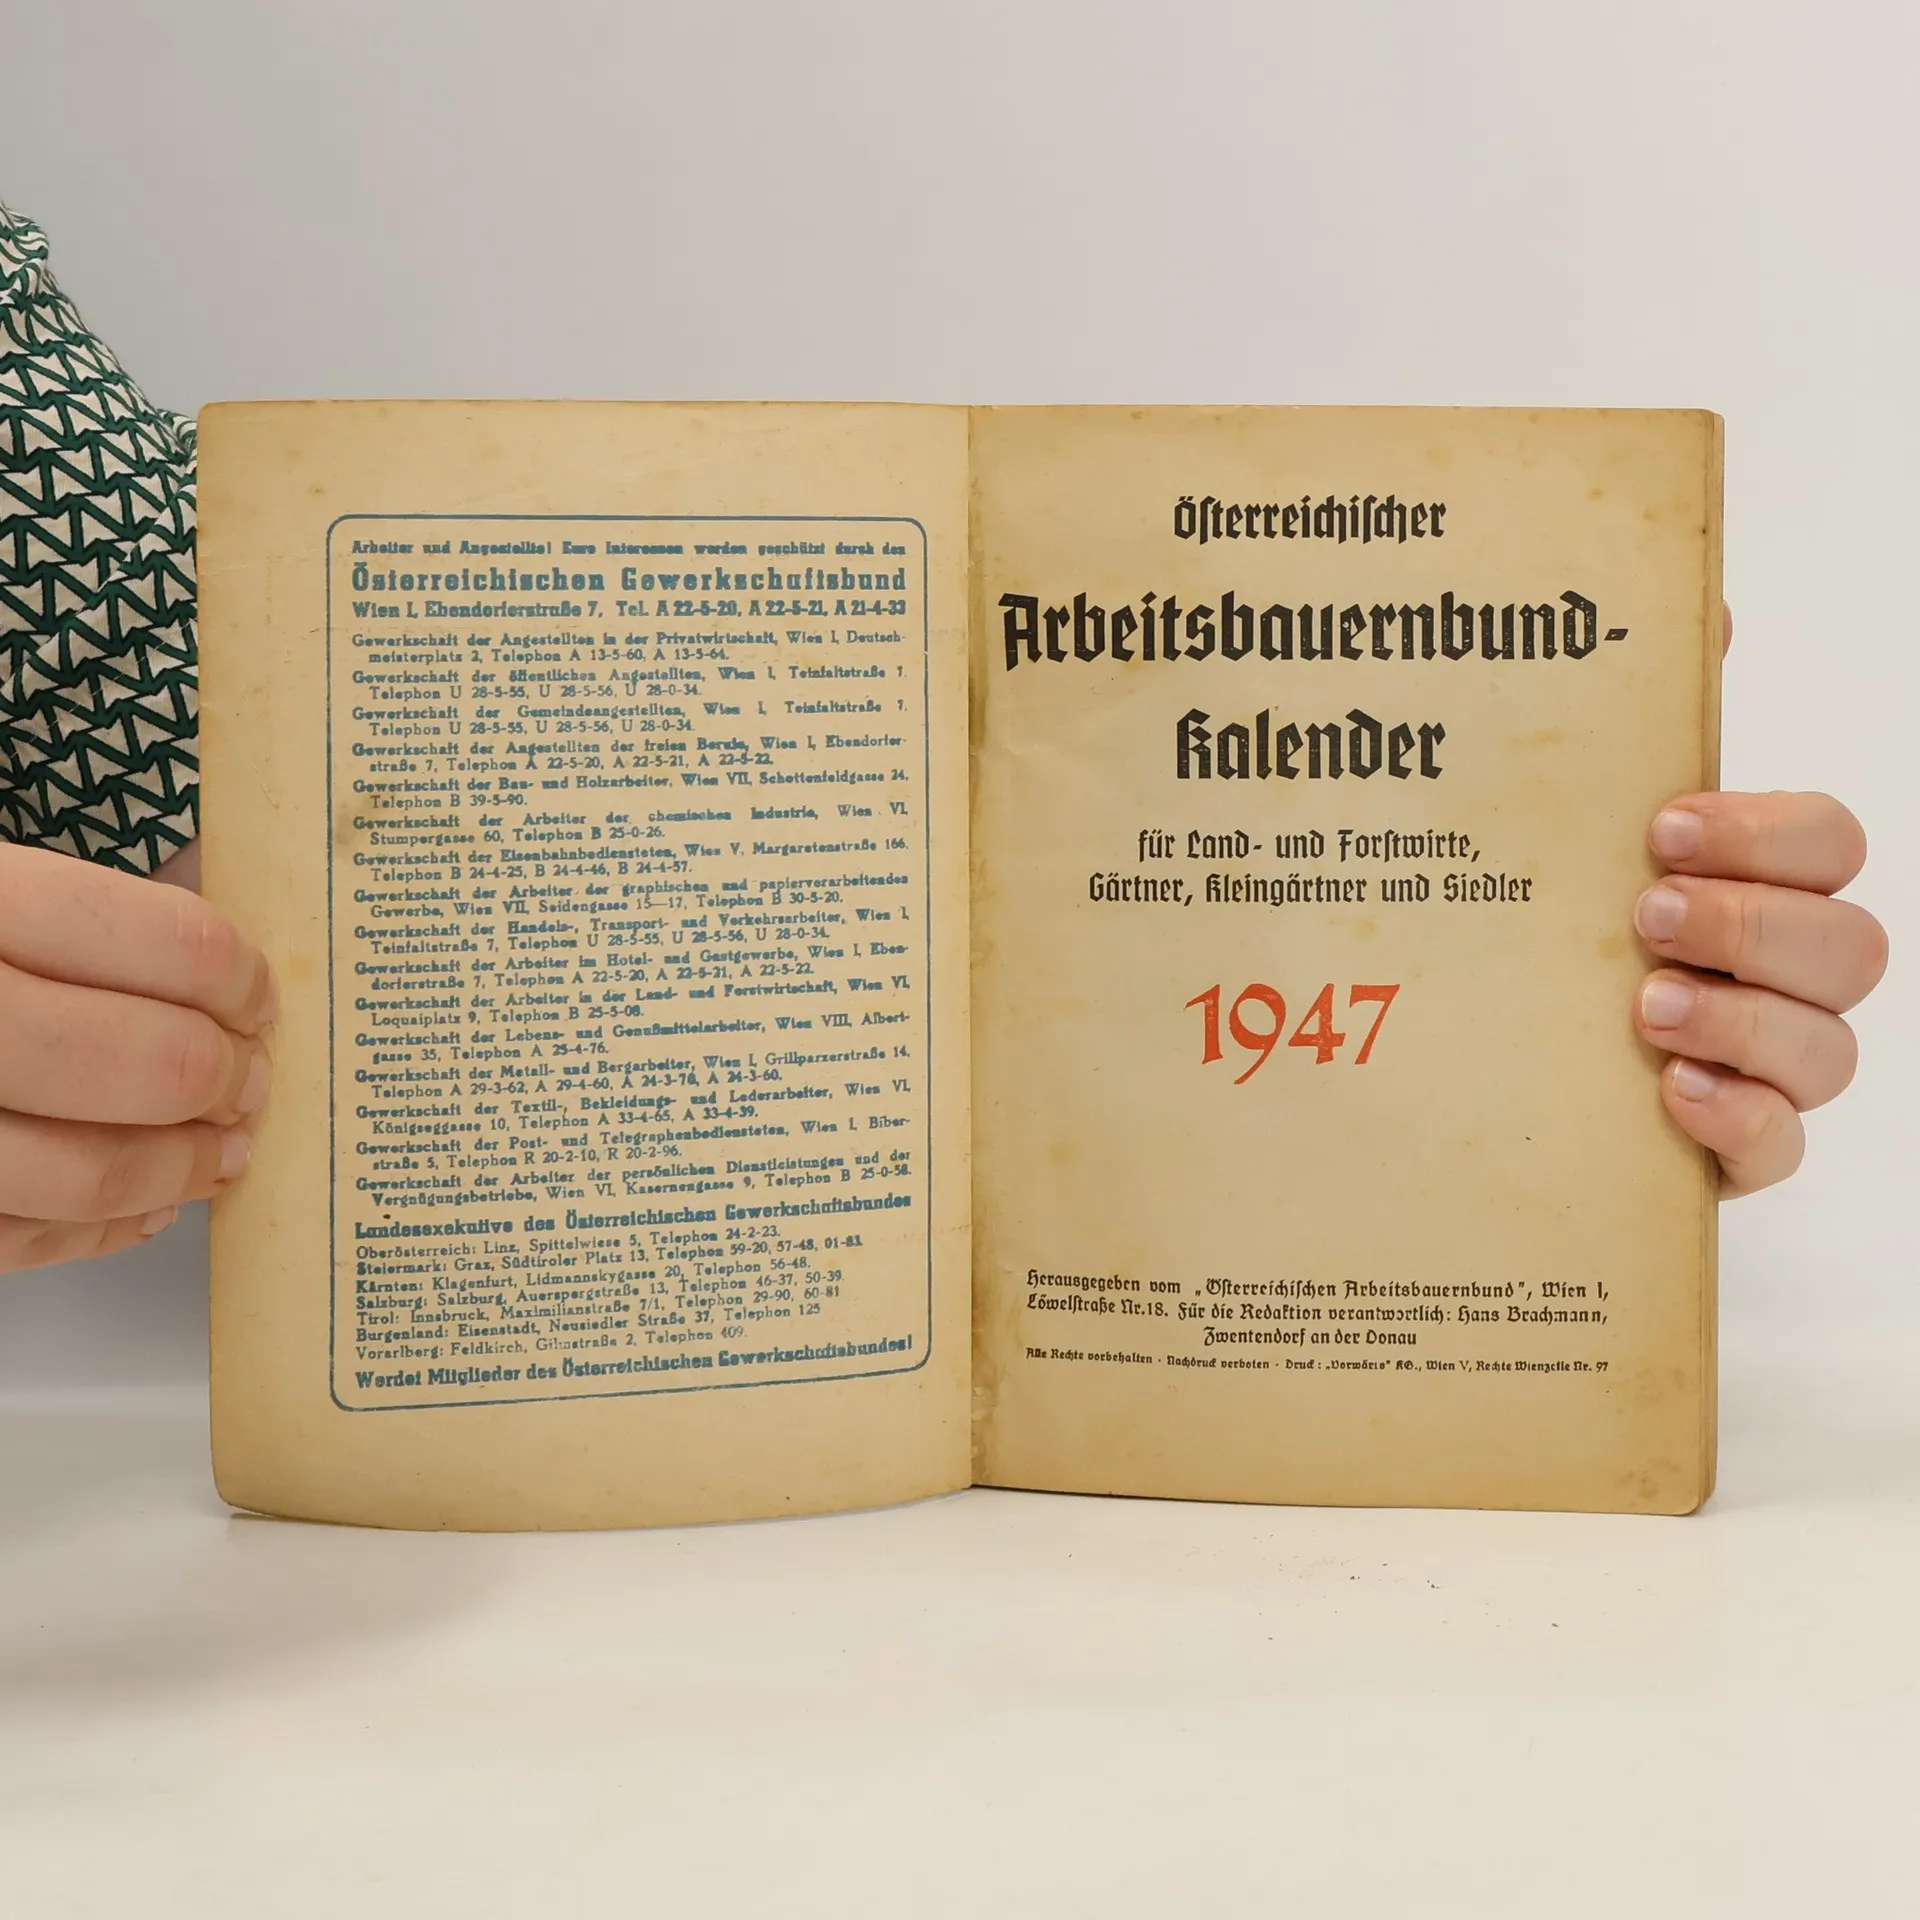 Arbeiter und Angestellte! Eure Interessen werden geschützt durch den
Österreichischen Gewerkschaftsbund
Wien I, Ebendorferstraße 7, Tel. A 22-5-20, A 22-5-21, A 21-4-33
Gewerkschaft der Angestellten in der Privatwirtschaft, Wien I, Deutsch-
meisterplatz 2, Telephon A 13-5-60, A 13-5-64.
Gewerkschaft der öffentlichen Angestellten, Wien I, Teinfaltstraße 7,
Telephon U 28-5-55, U 28-5-56, U 28-0-34.
Gewerkschaft der Gemeindeangestellten, Wien I, Teinfaltstraße 7,
Telephon U 28-5-55, U 28-5-56, U 28-0-34.
Gewerkschaft der Angestellten der freien Berufe, Wien I, Ebendorfer-
straße 7, Telephon A 22-5-20, A 22-5-21, A 22-5-22.
Gewerkschaft der Bau- und Holzarbeiter, Wien VII, Schottenfeldgasse 24,
Telephon B 39-5-90.
Gewerkschaft der Arbeiter der chemischen Industrie, Wien VI,
Stumpergasse 60, Telephon B 25-0-26.
Gewerkschaft der Eisenbahnbediensteten, Wien V, Margaretenstraße 166,
Telephon B 24-4-25, B 24-4-46, B 24-4-57.
Gewerkschaft der Arbeiter der graphischen und papierverarbeitenden
Gewerbe, Wien VII, Seidengasse 15—17, Telephon B 30-5-20.
Gewerkschaft der Handels-, Transport- und Verkehrsarbeiter, Wien I,
Teinfaltstraße 7, Telephon U 28-5-55, U 28-5-56, U 28-0-34.
Gewerkschaft der Arbeiter im Hotel- und Gastgewerbe, Wien I, Eben-
dorferstraße 7, Telephon A 22-5-20, A 22-5-21, A 22-5-22.
Gewerkschaft der Arbeiter in der Land- und Forstwirtschaft, Wien VI,
Loquaiplatz 9, Telephon B 25-5-08.
Gewerkschaft der Lebens- und Genußmittelarbeiter, Wien VIII, Albert-
gasse 35, Telephon A 25-4-76.
Gewerkschaft der Metall- und Bergarbeiter, Wien I, Grillparzerstraße 14,
Telephon A 29-3-62, A 29-4-60, A 24-3-70, A 24-3-60.
Gewerkschaft der Textil-, Bekleidungs- und Lederarbeiter, Wien VI,
Königseggasse 10, Telephon A 33-4-65, A 33-4-39.
Gewerkschaft der Post- und Telegraphenbediensteten, Wien I, Biber-
straße 5, Telephon R 20-2-10, R 20-2-96.
Gewerkschaft der Arbeiter der persönlichen Dienstleistungen und der
Vergnügungsbetriebe, Wien VI, Kasernengasse 9, Telephon B 25-0-58.
Landesexekutive des Österreichischen Gewerkschaftsbundes
Oberösterreich: Linz, Spittelwiese 5, Telephon 24-2-23.
Steiermark: Graz, Südtiroler Platz 13, Telephon 59-20, 57-48, 01-81.
Kärnten: Klagenfurt, Lidmannskygasse 20, Telephon 56-48.
Salzburg: Salzburg, Auerspergstraße 13, Telephon 46-37, 50-39.
Tirol: Innsbruck, Maximilianstraße 7/1, Telephon 29-90, 60-81
Burgenland: Eisenstadt, Neusiedler Straße 37, Telephon 125
Vorarlberg: Feldkirch, Gilmstraße 2, Telephon 409.
Werdet Mitglieder des Österreichischen Gewerkschaftsbundes!
Österreichischer
Arbeitsbauernbund-
Kalender
für Land- und Forstwirte,
Gärtner, Kleingärtner und Siedler
1947
Herausgegeben vom „Österreichischen Arbeitsbauernbund", Wien I,
Löwelstraße Nr.18. Für die Redaktion verantwortlich: Hans Brachmann,
Zwentendorf an der Donau
Alle Rechte vorbehalten · Nachdruck verboten · Druck: „Vorwärts" AG., Wien V, Rechte Wienzeile Nr. 97